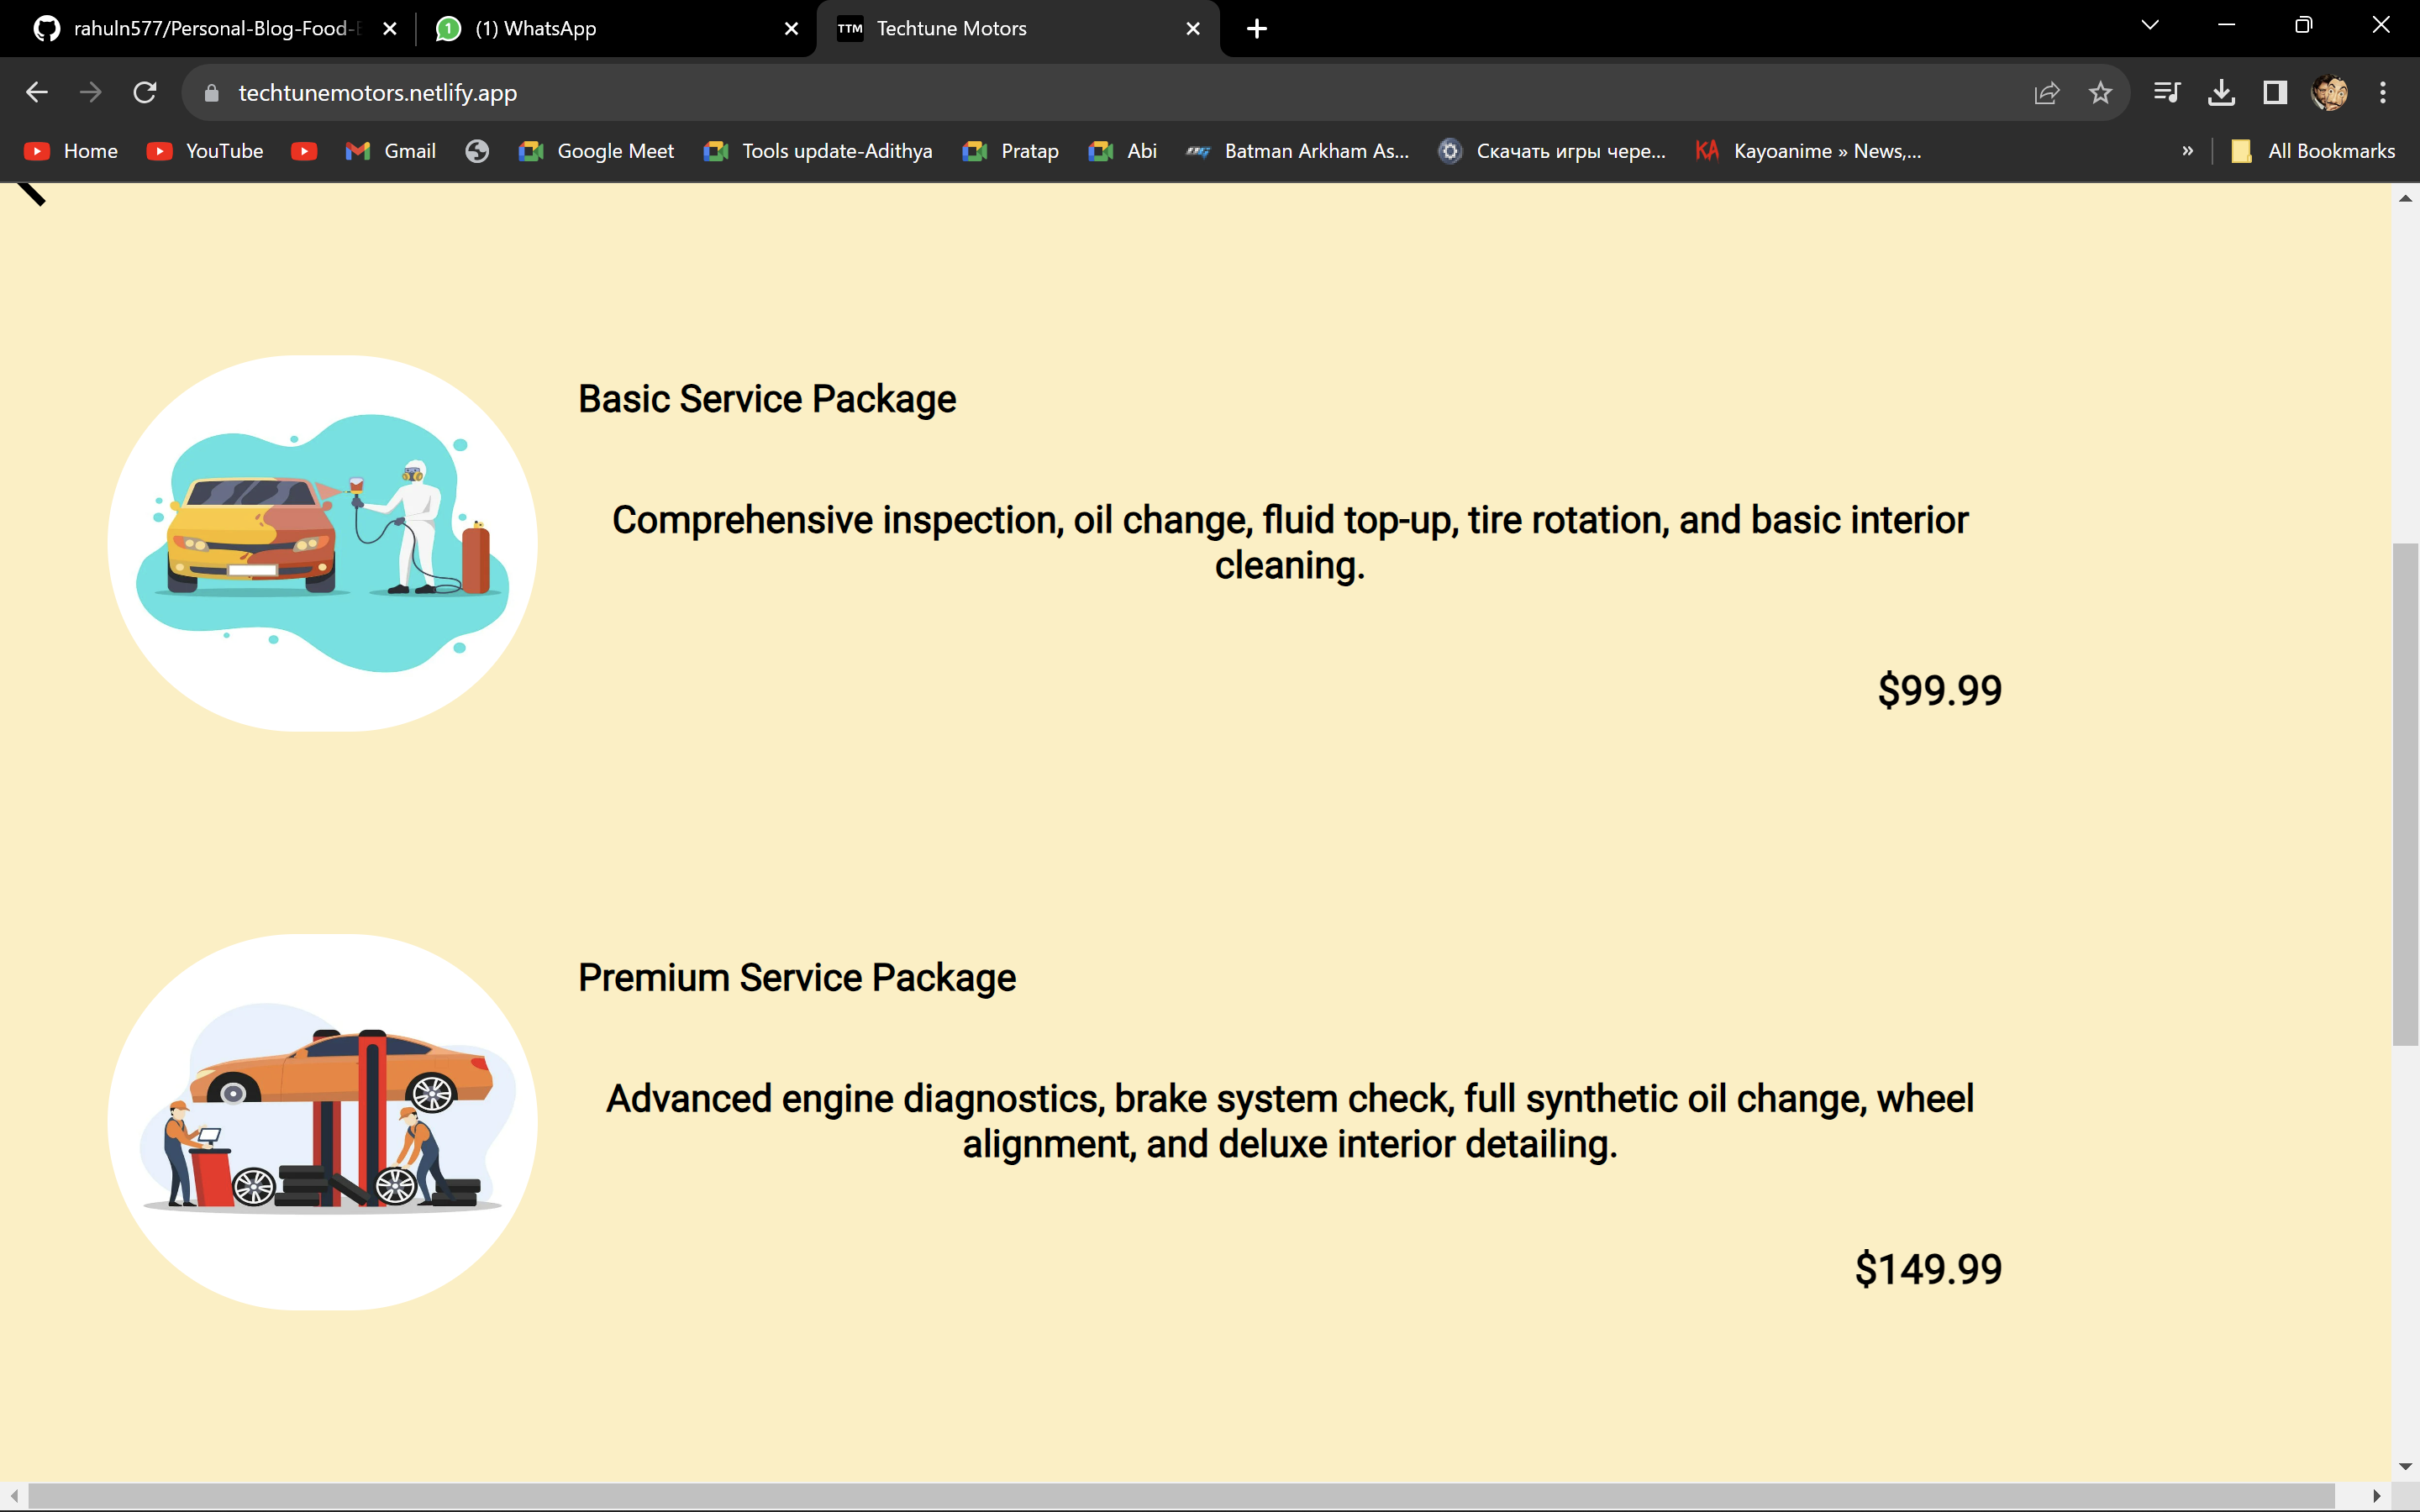 rahuln577/Personal-Blog-Food-
(1) WhatsApp
TTM Techtune Motors
techtunemotors.netlify.app
Home YouTube Gmail Google Meet Tools update-Adithya Pratap Abi Batman Arkham As... Скачать игры чере... KA Kayoanime » News,... » All Bookmarks
Basic Service Package
Comprehensive inspection, oil change, fluid top-up, tire rotation, and basic interior
cleaning.
$99.99
Premium Service Package
Advanced engine diagnostics, brake system check, full synthetic oil change, wheel
alignment, and deluxe interior detailing.
$149.99